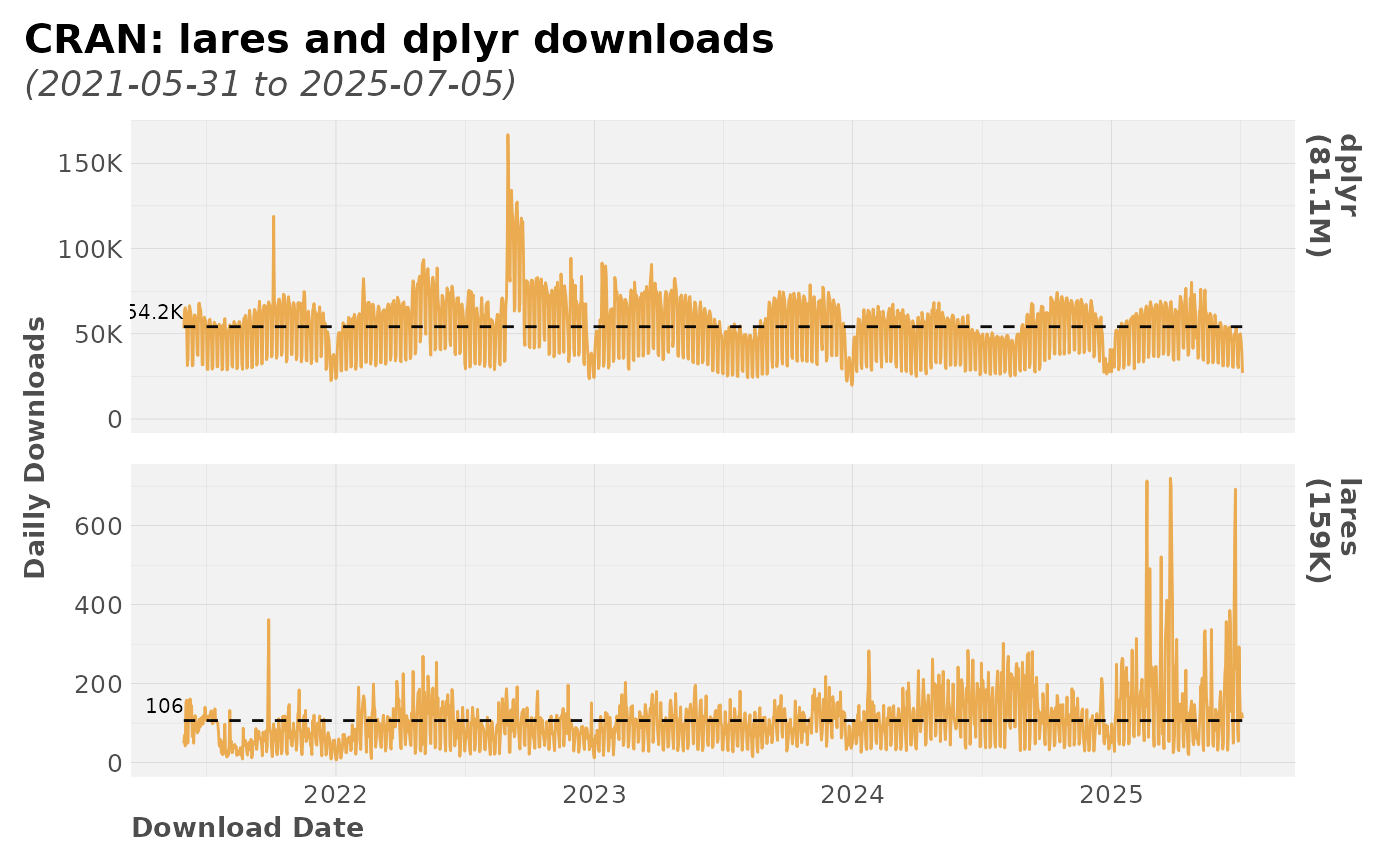 CRAN: lares and dplyr downloads
(2021-05-31 to 2025-07-05)
Dailly Downloads
150K
100K
50K
0
54.2K
dplyr
(81.1M)
600
400
200
0
106
lares
(159K)
2022
2023
2024
2025
Download Date